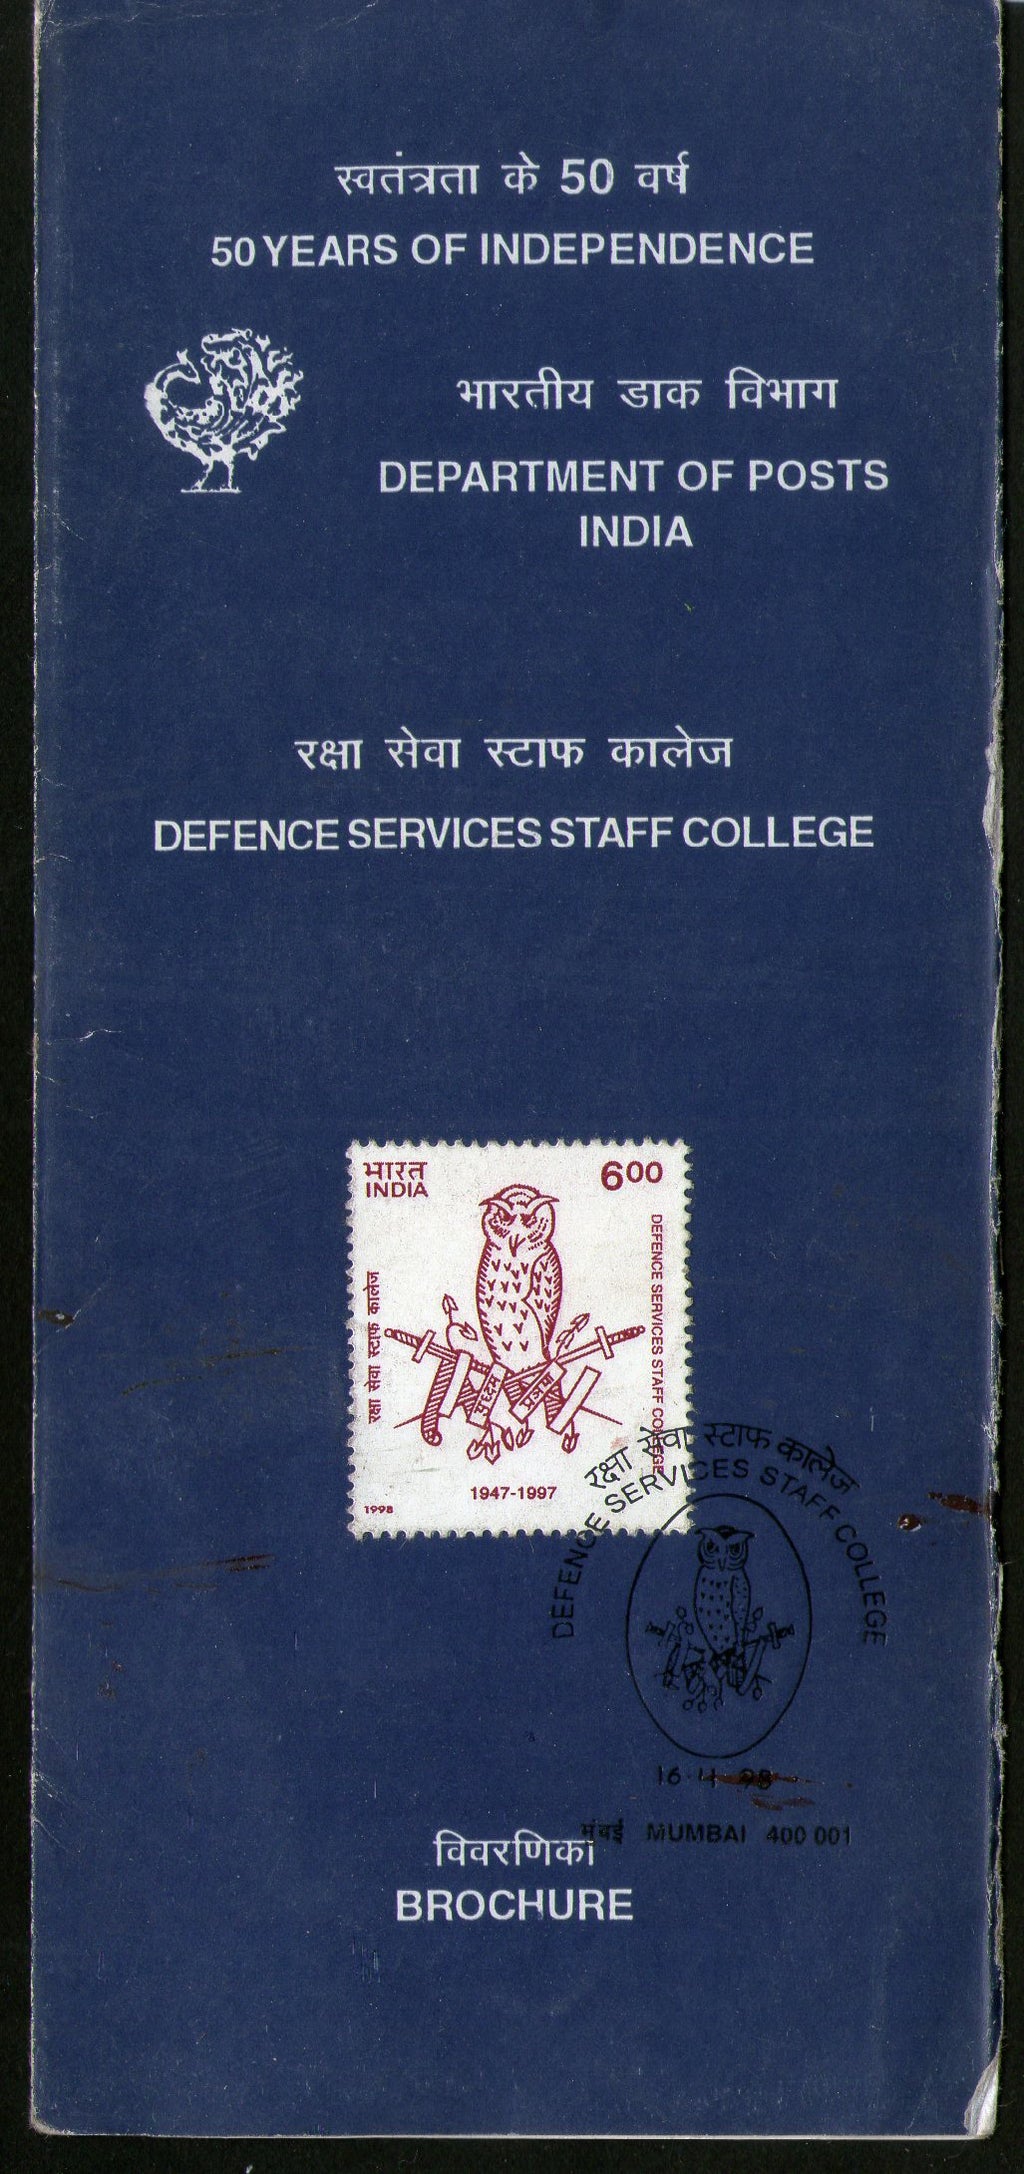 स्वतंत्रता के 50 वर्ष
50 YEARS OF INDEPENDENCE
भारतीय डाक विभाग
DEPARTMENT OF POSTS
INDIA
रक्षा सेवा स्टाफ कालेज
DEFENCE SERVICES STAFF COLLEGE
भारत
INDIA
600
रक्षा सेवा स्टाफ कालेज
DEFENCE SERVICES STAFF COLLEGE
1947-1997
1998
रक्षा सेवा स्टाफ कालेज
DEFENCE SERVICES STAFF COLLEGE
16 4 98
मुंबई MUMBAI 400 001
विवरणिका
BROCHURE